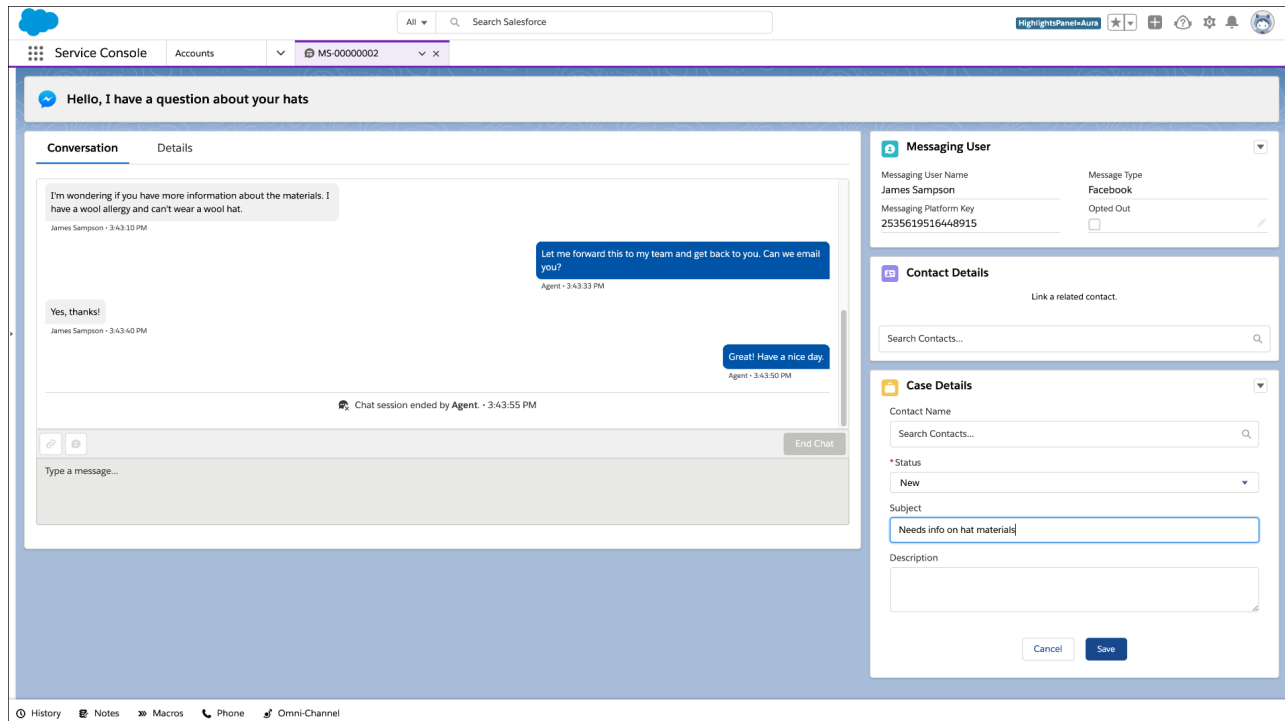 All
Search Salesforce
HighlightsPanel=Aura
Service Console
Accounts
MS-00000002
Hello, I have a question about your hats
Conversation
Details
I'm wondering if you have more information about the materials. I
have a wool allergy and can't wear a wool hat.
James Sampson • 3:43:10 PM
Let me forward this to my team and get back to you. Can we email
you?
Agent • 3:43:33 PM
Yes, thanks!
James Sampson • 3:43:40 PM
Great! Have a nice day.
Agent • 3:43:50 PM
Chat session ended by Agent. • 3:43:55 PM
End Chat
Type a message...
Messaging User
Messaging User Name
Message Type
James Sampson
Facebook
Messaging Platform Key
Opted Out
2535619516448915
Contact Details
Link a related contact.
Search Contacts...
Case Details
Contact Name
Search Contacts...
*Status
New
Subject
Needs info on hat materials
Description
Cancel
Save
History
Notes
Macros
Phone
Omni-Channel